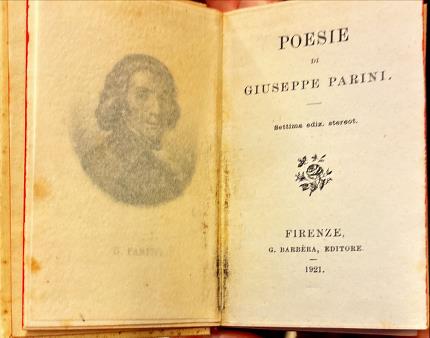 G. PARINI.
POESIE
DI
GIUSEPPE PARINI.
Settima ediz. stereot.
FIRENZE,
G. BARBÈRA, EDITORE.
1921.